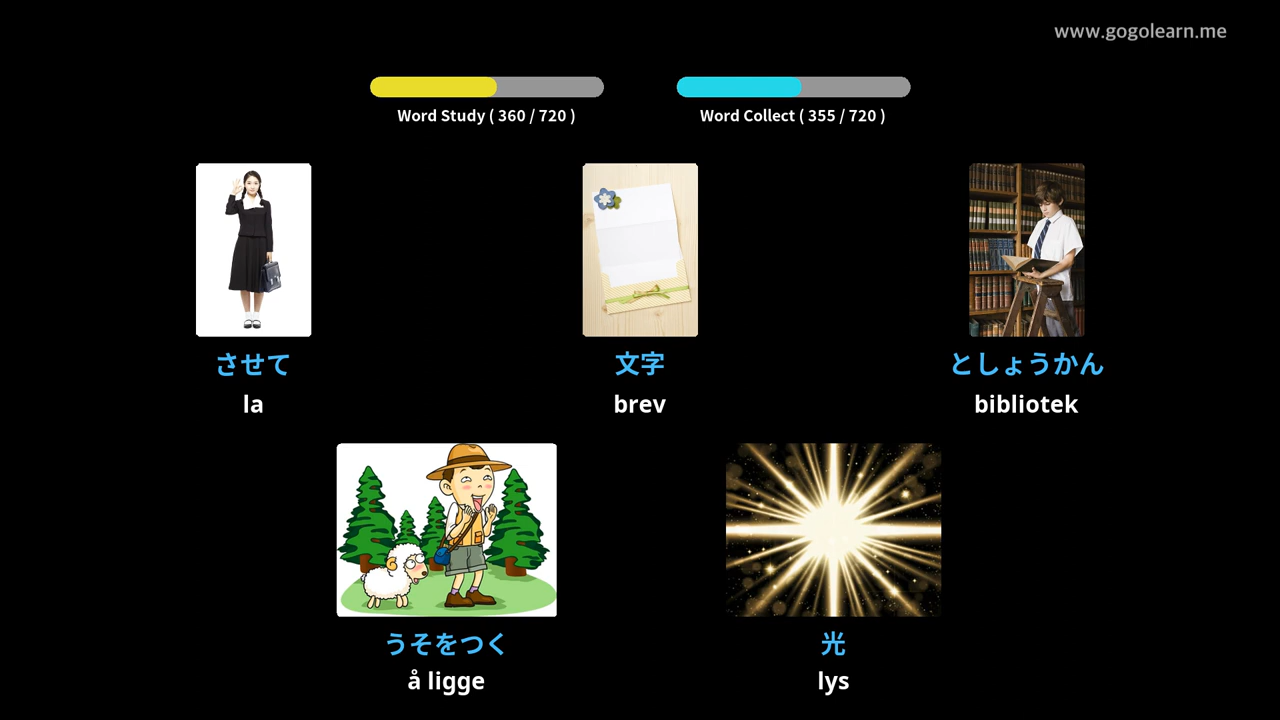 www.gogolearn.me
Word Study ( 360 / 720 )
Word Collect ( 355 / 720 )
させて
文字
としょうかん
la
brev
bibliotek
うそをつく
光
å ligge
lys